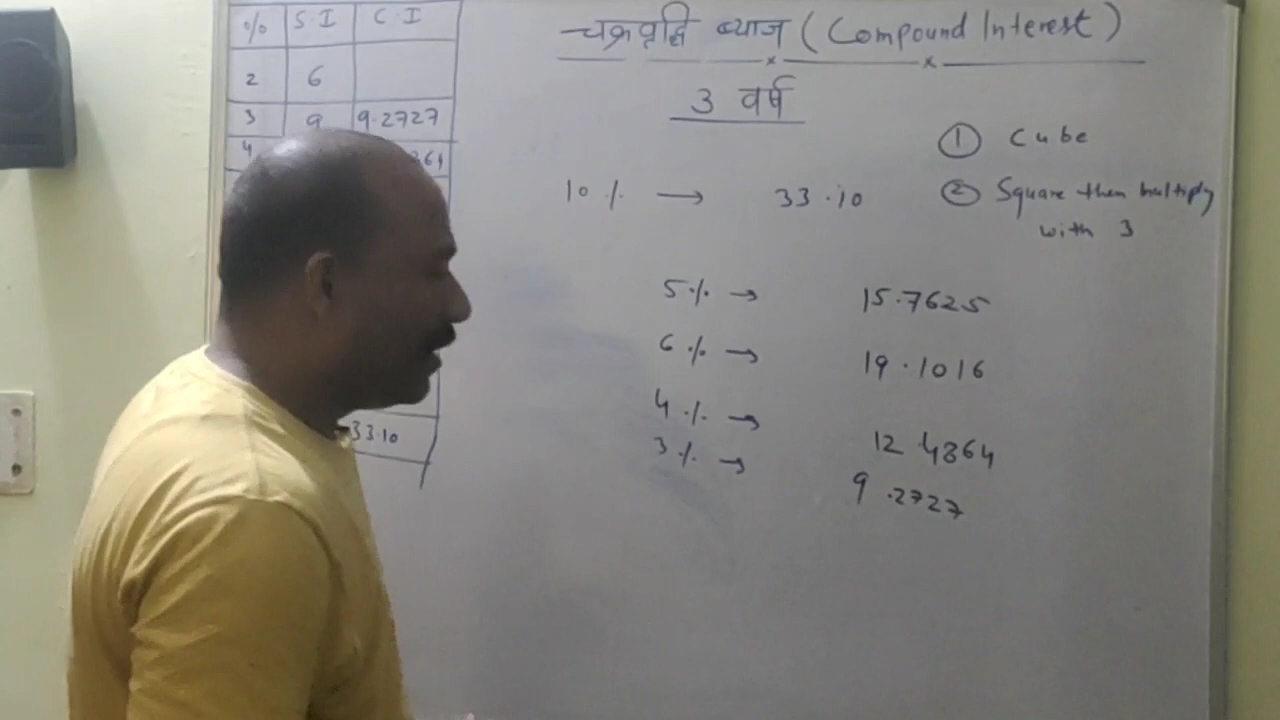 % S.I C.I
2 6
3 9 9.2727
4
33.10
चक्रवृद्धि ब्याज (Compound Interest)
3 वर्ष
① Cube
10 % → 33.10
② Square then multiply
with 3
5 % → 15.7625
6 % → 19.1016
4 % → 12.4864
3 % → 9.2727